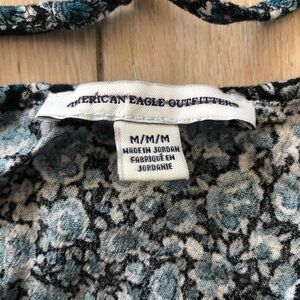 AMERICAN EAGLE OUTFITTERS
M/M/M
MADE IN JORDAN
FABRIQUÉ EN
JORDANIE